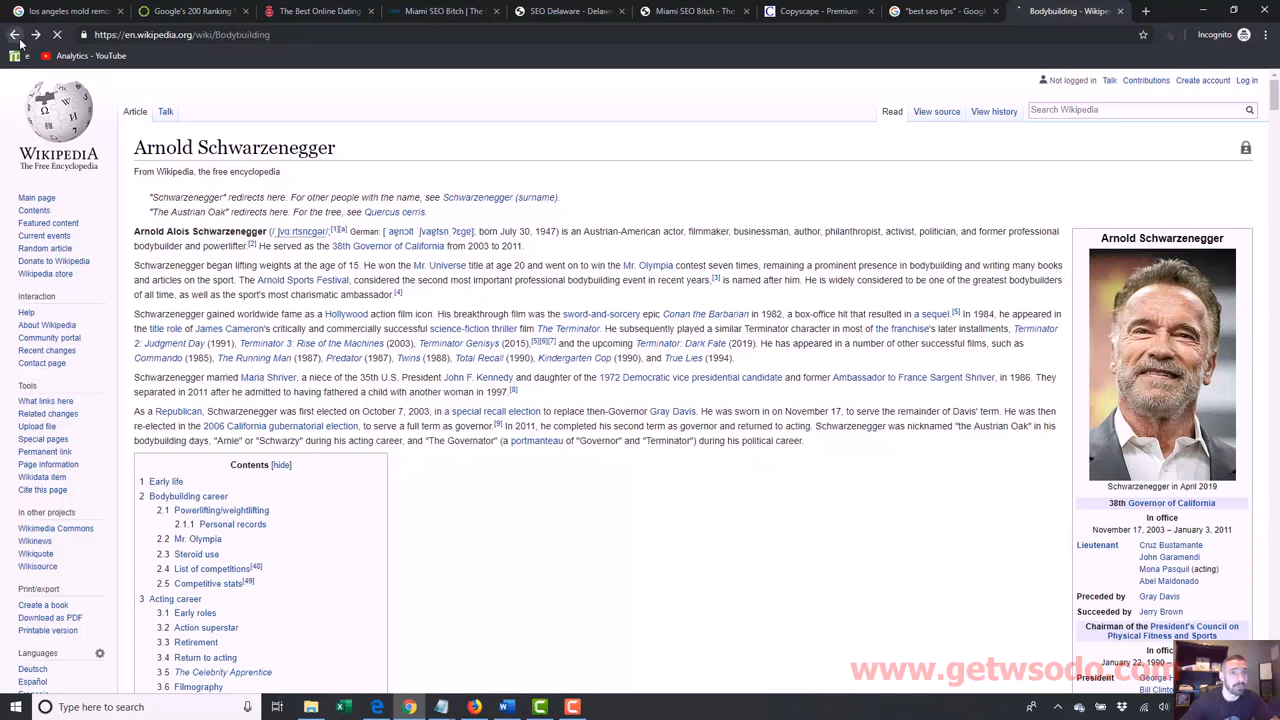 los angeles mold remo
Google's 200 Ranking
The Best Online Dating
Miami SEO Bitch | The C
SEO Delaware - Delaw
Miami SEO Bitch - The
Copyscape - Premium
"best seo tips" - Google
Bodybuilding - Wikiped
https://en.wikipedia.org/wiki/Bodybuilding
Incognito
e
Analytics - YouTube
Not logged in Talk Contributions Create account Log in
Article Talk
Read View source View history
Search Wikipedia
WIKIPEDIA
The Free Encyclopedia
Arnold Schwarzenegger
From Wikipedia, the free encyclopedia
"Schwarzenegger" redirects here. For other people with the name, see Schwarzenegger (surname).
"The Austrian Oak" redirects here. For the tree, see Quercus cerris.
Arnold Alois Schwarzenegger (/ˈʃvɑːrtsnɛɡər/;[1][a] German: [ˈaɐ̯nɔlt ˈʃvaɐ̯tsn̩ˌʔɛɡɐ]; born July 30, 1947) is an Austrian-American actor, filmmaker, businessman, author, philanthropist, activist, politician, and former professional
bodybuilder and powerlifter.[2] He served as the 38th Governor of California from 2003 to 2011.
Schwarzenegger began lifting weights at the age of 15. He won the Mr. Universe title at age 20 and went on to win the Mr. Olympia contest seven times, remaining a prominent presence in bodybuilding and writing many books
and articles on the sport. The Arnold Sports Festival, considered the second most important professional bodybuilding event in recent years,[3] is named after him. He is widely considered to be one of the greatest bodybuilders
of all time, as well as the sport's most charismatic ambassador.[4]
Schwarzenegger gained worldwide fame as a Hollywood action film icon. His breakthrough film was the sword-and-sorcery epic Conan the Barbarian in 1982, a box-office hit that resulted in a sequel.[5] In 1984, he appeared in
the title role of James Cameron's critically and commercially successful science-fiction thriller film The Terminator. He subsequently played a similar Terminator character in most of the franchise's later installments, Terminator
2: Judgment Day (1991), Terminator 3: Rise of the Machines (2003), Terminator Genisys (2015),[5][6][7] and the upcoming Terminator: Dark Fate (2019). He has appeared in a number of other successful films, such as
Commando (1985), The Running Man (1987), Predator (1987), Twins (1988), Total Recall (1990), Kindergarten Cop (1990), and True Lies (1994).
Schwarzenegger married Maria Shriver, a niece of the 35th U.S. President John F. Kennedy and daughter of the 1972 Democratic vice presidential candidate and former Ambassador to France Sargent Shriver, in 1986. They
separated in 2011 after he admitted to having fathered a child with another woman in 1997.[8]
As a Republican, Schwarzenegger was first elected on October 7, 2003, in a special recall election to replace then-Governor Gray Davis. He was sworn in on November 17, to serve the remainder of Davis' term. He was then
re-elected in the 2006 California gubernatorial election, to serve a full term as governor.[9] In 2011, he completed his second term as governor and returned to acting. Schwarzenegger was nicknamed "the Austrian Oak" in his
bodybuilding days, "Arnie" or "Schwarzy" during his acting career, and "The Governator" (a portmanteau of "Governor" and "Terminator") during his political career.
Main page
Contents
Featured content
Current events
Random article
Donate to Wikipedia
Wikipedia store
Interaction
Help
About Wikipedia
Community portal
Recent changes
Contact page
Tools
What links here
Related changes
Upload file
Special pages
Permanent link
Page information
Wikidata item
Cite this page
In other projects
Wikimedia Commons
Wikinews
Wikiquote
Wikisource
Print/export
Create a book
Download as PDF
Printable version
Languages
Deutsch
Español
Contents [hide]
1 Early life
2 Bodybuilding career
2.1 Powerlifting/weightlifting
2.1.1 Personal records
2.2 Mr. Olympia
2.3 Steroid use
2.4 List of competitions[48]
2.5 Competitive stats[49]
3 Acting career
3.1 Early roles
3.2 Action superstar
3.3 Retirement
3.4 Return to acting
3.5 The Celebrity Apprentice
3.6 Filmography
Arnold Schwarzenegger
Schwarzenegger in April 2019
38th Governor of California
In office
November 17, 2003 – January 3, 2011
Lieutenant Cruz Bustamante
John Garamendi
Mona Pasquil (acting)
Abel Maldonado
Preceded by Gray Davis
Succeeded by Jerry Brown
Chairman of the President's Council on
Physical Fitness and Sports
In offic
January 22, 1990 –
President George H
Bill Clinto
www.getwsodo.com
Type here to search